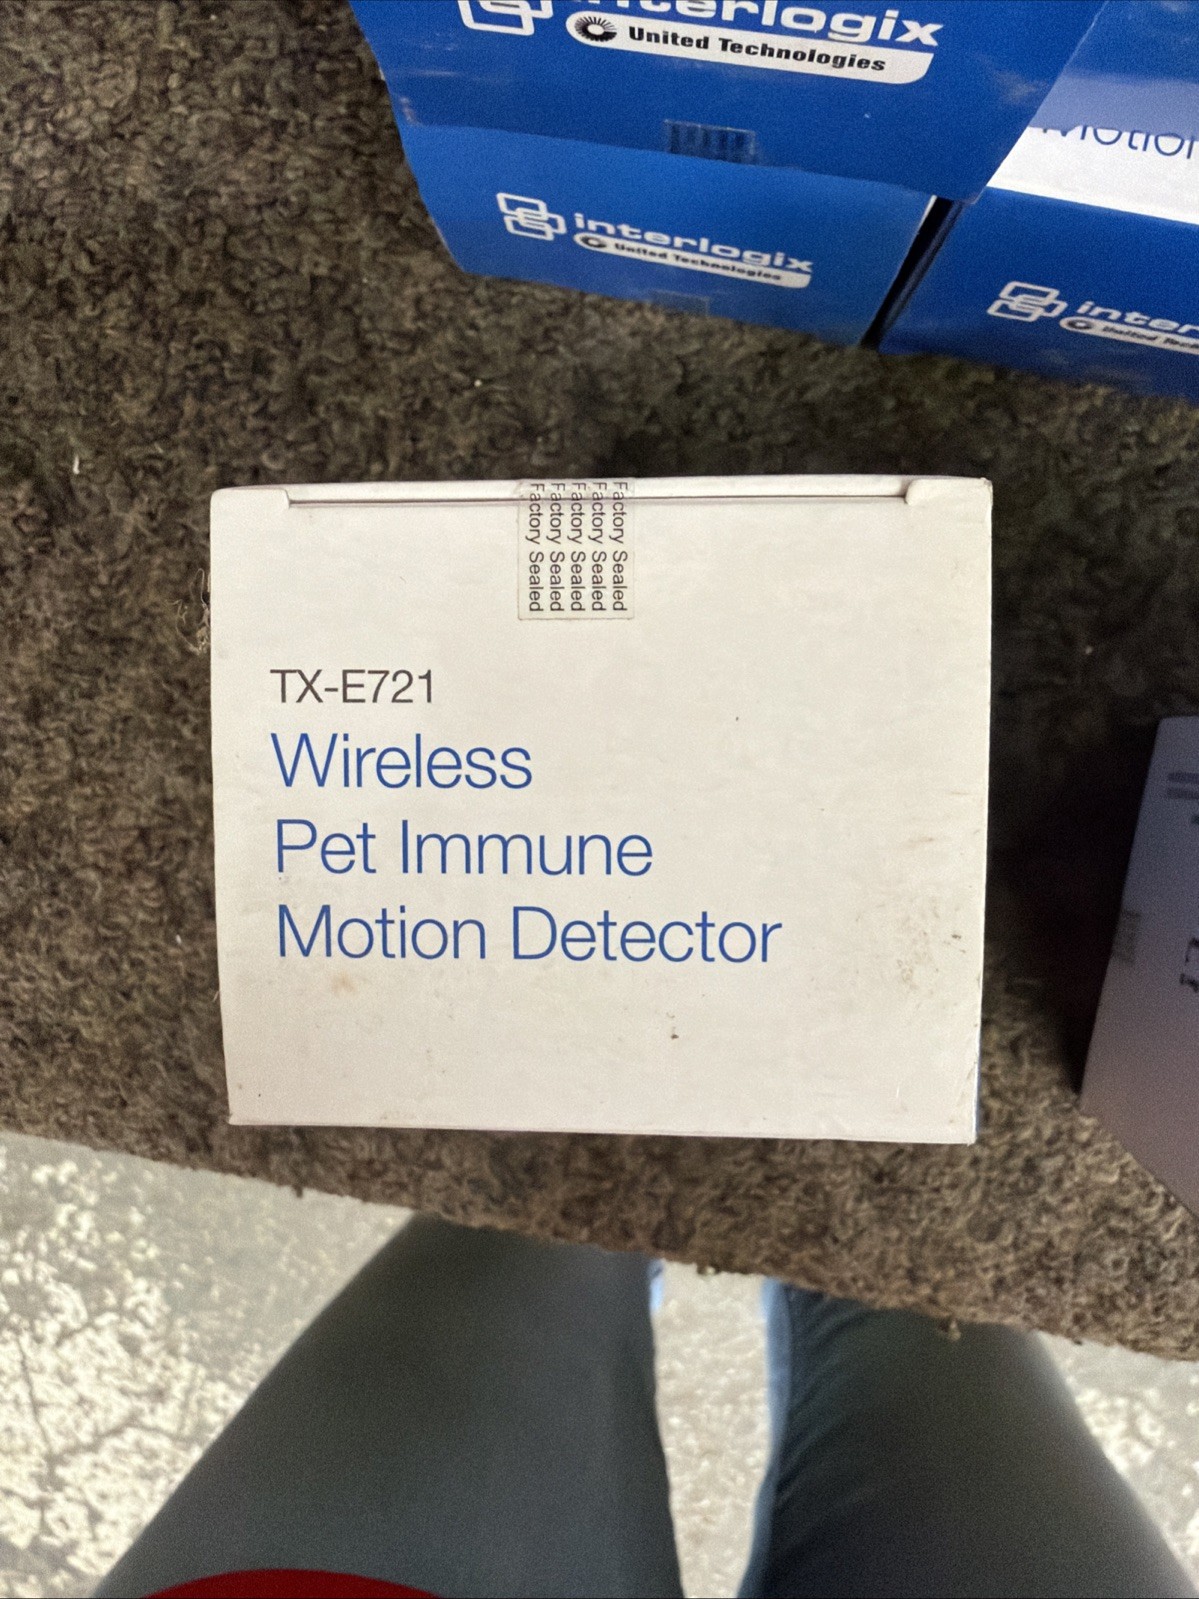 interlogix
United Technologies
Motion
interlogix
United Technologies
Factory Sealed
Factory Sealed
Factory Sealed
Factory Sealed
Factory Sealed
TX-E721
Wireless
Pet Immune
Motion Detector